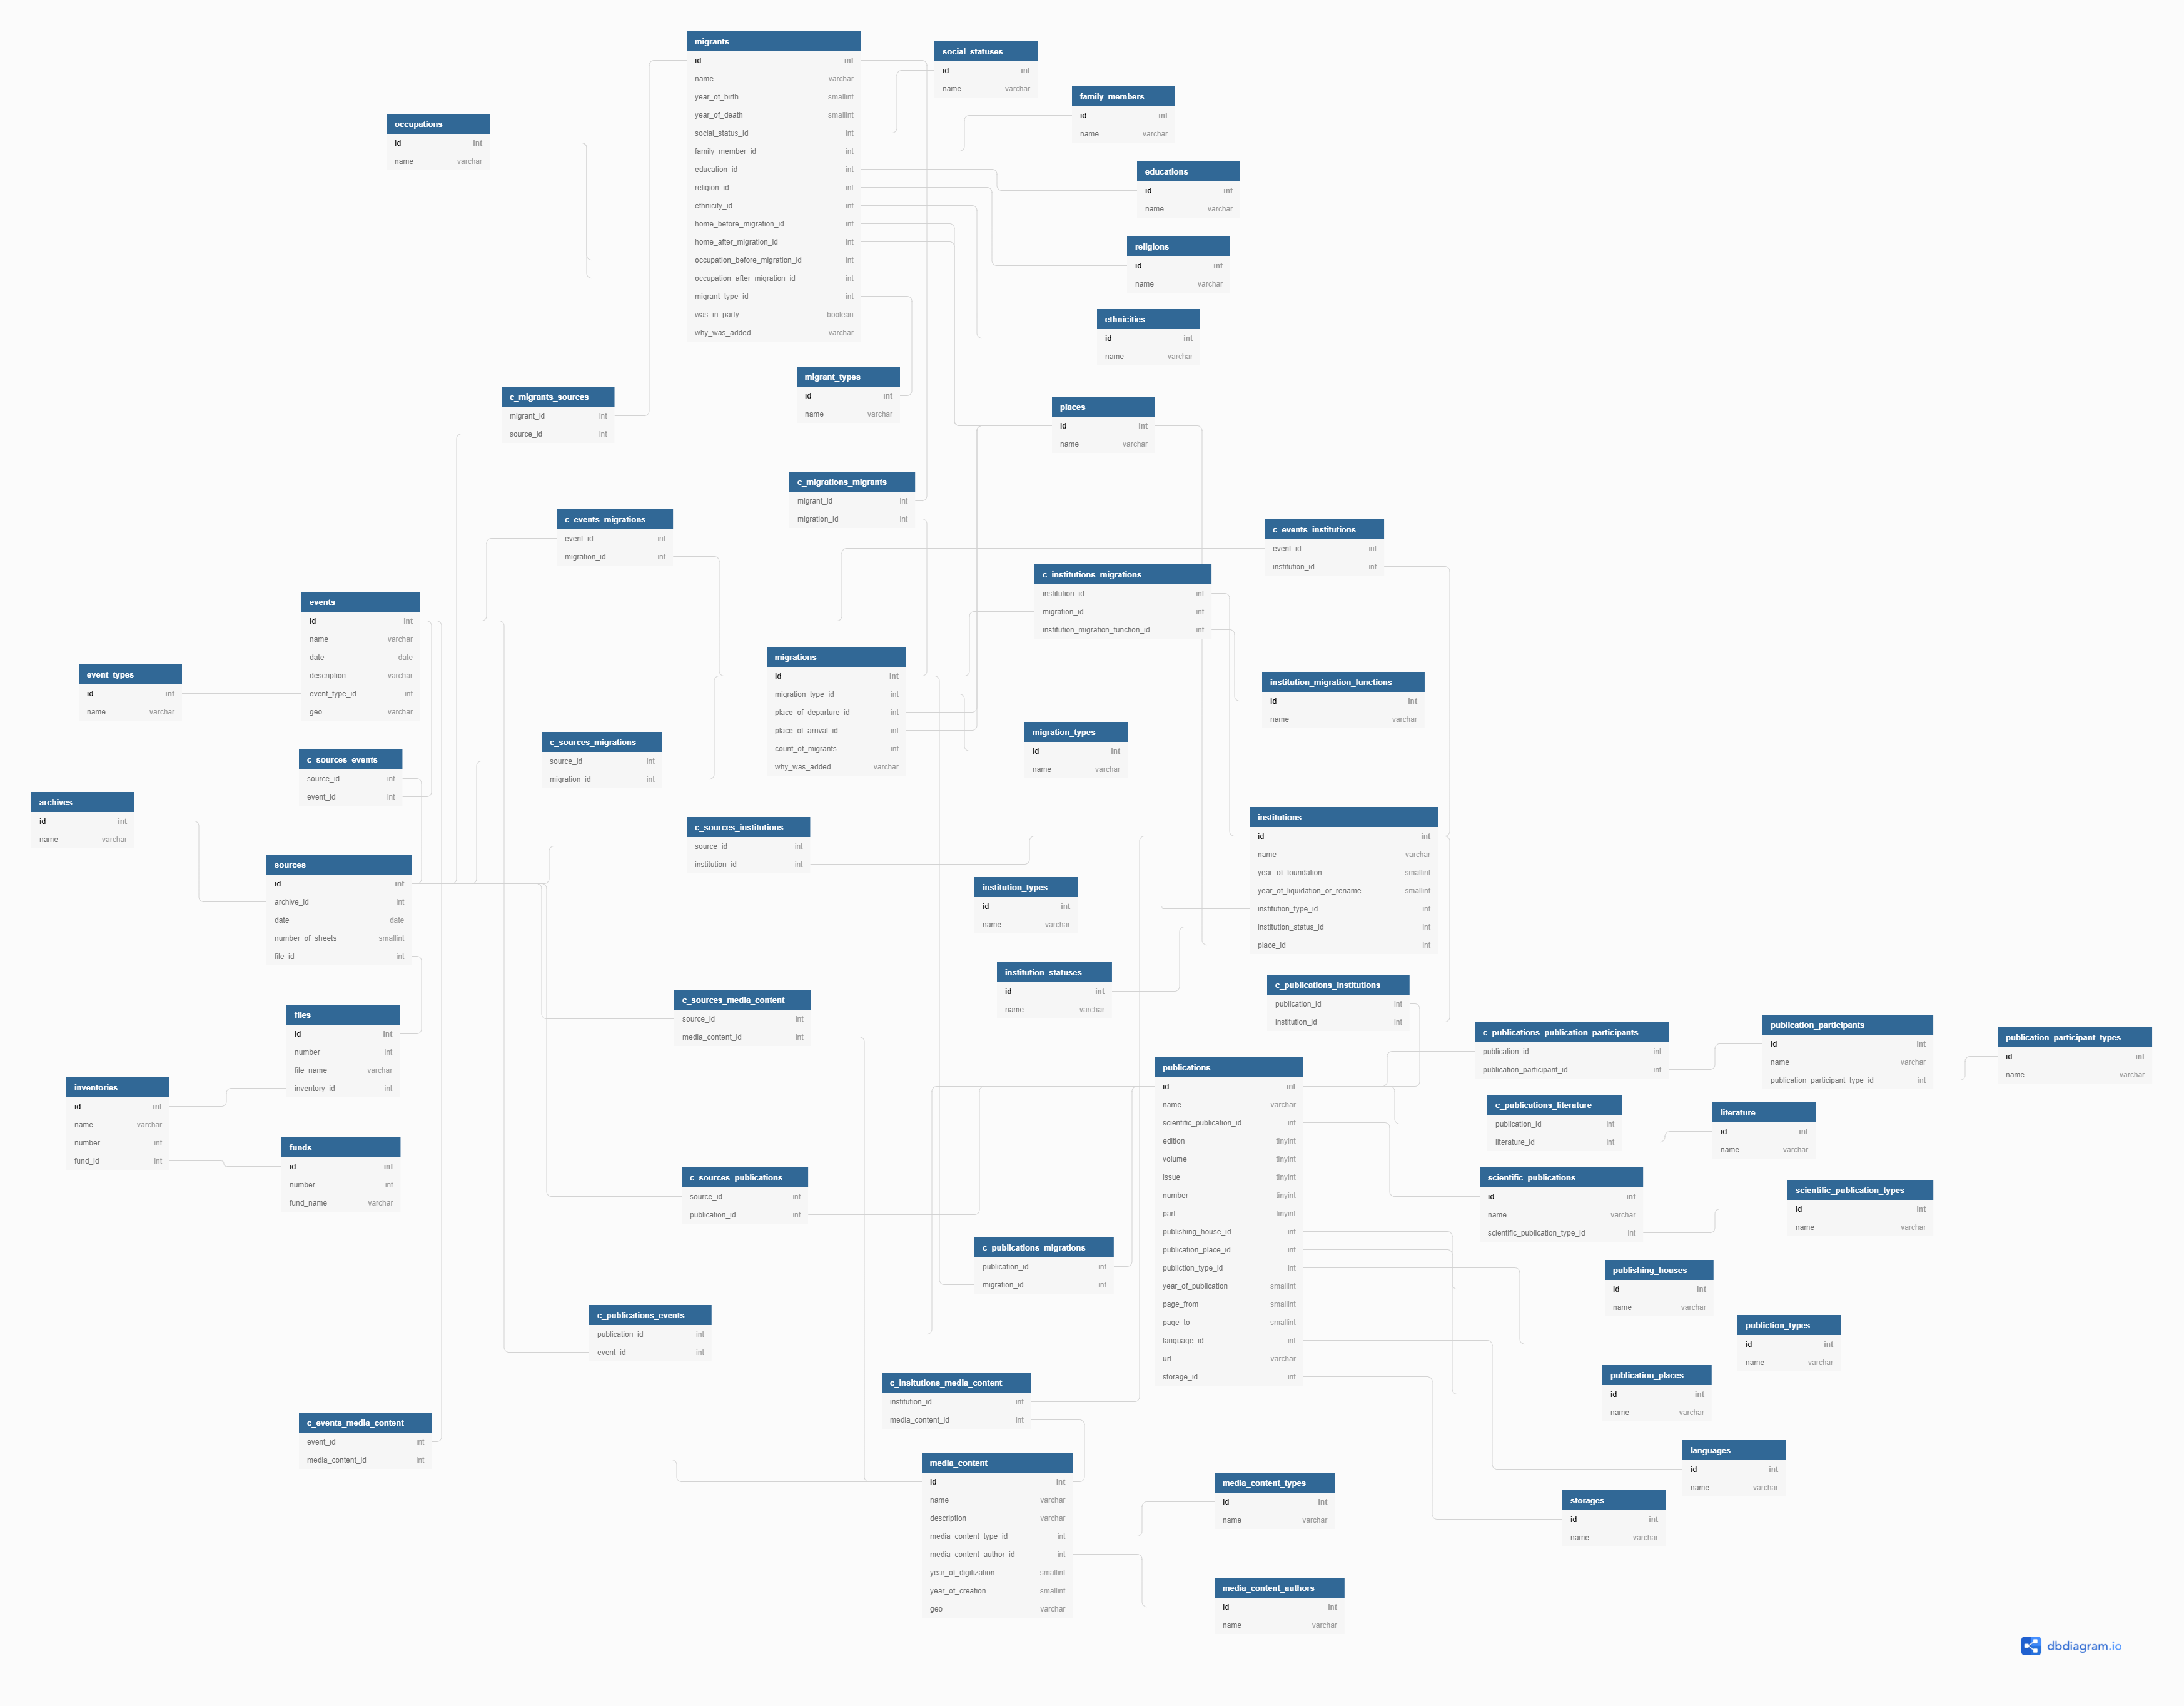 migrants
id int
name varchar
year_of_birth smallint
year_of_death smallint
social_status_id int
family_member_id int
education_id int
religion_id int
ethnicity_id int
home_before_migration_id int
home_after_migration_id int
occupation_before_migration_id int
occupation_after_migration_id int
migrant_type_id int
was_in_party boolean
why_was_added varchar
social_statuses
id int
name varchar
family_members
id int
name varchar
occupations
id int
name varchar
educations
id int
name varchar
religions
id int
name varchar
ethnicities
id int
name varchar
migrant_types
id int
name varchar
c_migrants_sources
migrant_id int
source_id int
places
id int
name varchar
c_migrations_migrants
migrant_id int
migration_id int
c_events_migrations
event_id int
migration_id int
c_events_institutions
event_id int
institution_id int
c_institutions_migrations
institution_id int
migration_id int
institution_migration_function_id int
events
id int
name varchar
date date
description varchar
event_type_id int
geo varchar
event_types
id int
name varchar
migrations
id int
migration_type_id int
place_of_departure_id int
place_of_arrival_id int
count_of_migrants int
why_was_added varchar
institution_migration_functions
id int
name varchar
migration_types
id int
name varchar
c_sources_migrations
source_id int
migration_id int
c_sources_events
source_id int
event_id int
archives
id int
name varchar
c_sources_institutions
source_id int
institution_id int
institutions
id int
name varchar
year_of_foundation smallint
year_of_liquidation_or_rename smallint
institution_type_id int
institution_status_id int
place_id int
sources
id int
archive_id int
date date
number_of_sheets smallint
file_id int
institution_types
id int
name varchar
institution_statuses
id int
name varchar
c_publications_institutions
publication_id int
institution_id int
c_sources_media_content
source_id int
media_content_id int
files
id int
number int
file_name varchar
inventory_id int
c_publications_publication_participants
publication_id int
publication_participant_id int
publication_participants
id int
name varchar
publication_participant_type_id int
publication_participant_types
id int
name varchar
publications
id int
name varchar
scientific_publication_id int
edition tinyint
volume tinyint
issue tinyint
number tinyint
part tinyint
publishing_house_id int
publication_place_id int
publiction_type_id int
year_of_publication smallint
page_from smallint
page_to smallint
language_id int
url varchar
storage_id int
inventories
id int
name varchar
number int
fund_id int
c_publications_literature
publication_id int
literature_id int
literature
id int
name varchar
funds
id int
number int
fund_name varchar
c_sources_publications
source_id int
publication_id int
scientific_publications
id int
name varchar
scientific_publication_type_id int
scientific_publication_types
id int
name varchar
c_publications_migrations
publication_id int
migration_id int
publishing_houses
id int
name varchar
c_publications_events
publication_id int
event_id int
publiction_types
id int
name varchar
publication_places
id int
name varchar
c_insitutions_media_content
institution_id int
media_content_id int
c_events_media_content
event_id int
media_content_id int
languages
id int
name varchar
media_content
id int
name varchar
description varchar
media_content_type_id int
media_content_author_id int
year_of_digitization smallint
year_of_creation smallint
geo varchar
media_content_types
id int
name varchar
storages
id int
name varchar
media_content_authors
id int
name varchar
dbdiagram.io